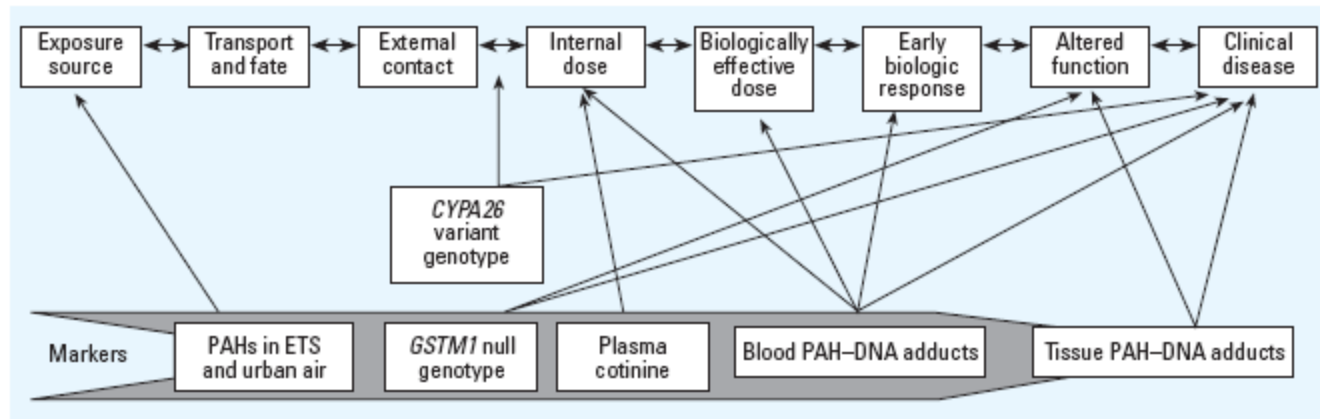 Exposure
source
Transport
and fate
External
contact
Internal
dose
Biologically
effective
dose
Early
biologic
response
Altered
function
Clinical
disease
CYPA26
variant
genotype
Markers
PAHs in ETS
and urban air
GSTM1 null
genotype
Plasma
cotinine
Blood PAH–DNA adducts
Tissue PAH–DNA adducts